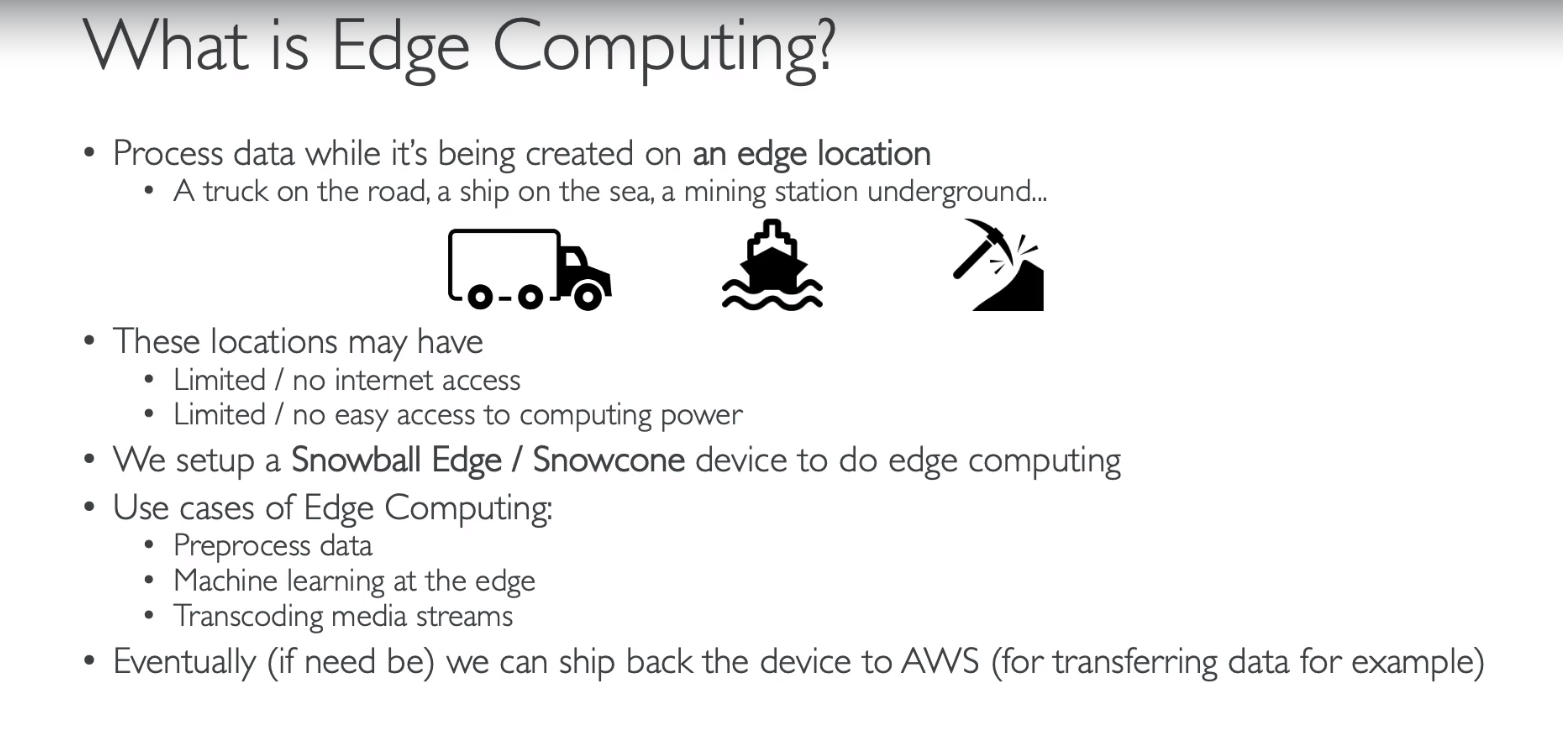 What is Edge Computing?
• Process data while it's being created on an edge location
• A truck on the road, a ship on the sea, a mining station underground...
• These locations may have
• Limited / no internet access
• Limited / no easy access to computing power
• We setup a Snowball Edge / Snowcone device to do edge computing
• Use cases of Edge Computing:
• Preprocess data
• Machine learning at the edge
• Transcoding media streams
• Eventually (if need be) we can ship back the device to AWS (for transferring data for example)